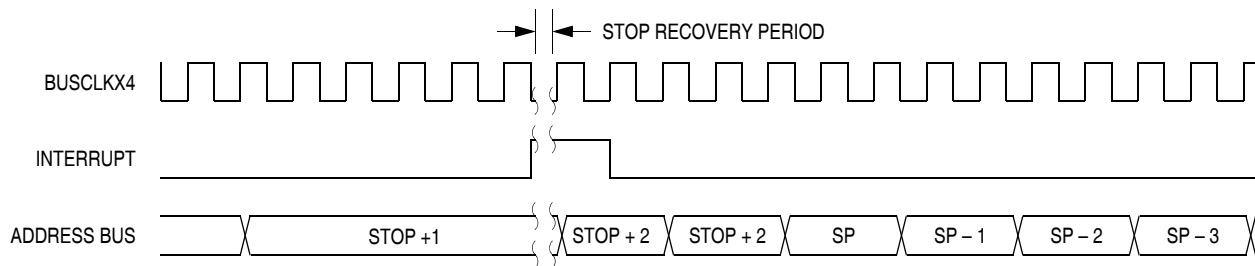 STOP RECOVERY PERIOD
BUSCLKX4
INTERRUPT
ADDRESS BUS STOP +1 STOP + 2 STOP + 2 SP SP – 1 SP – 2 SP – 3